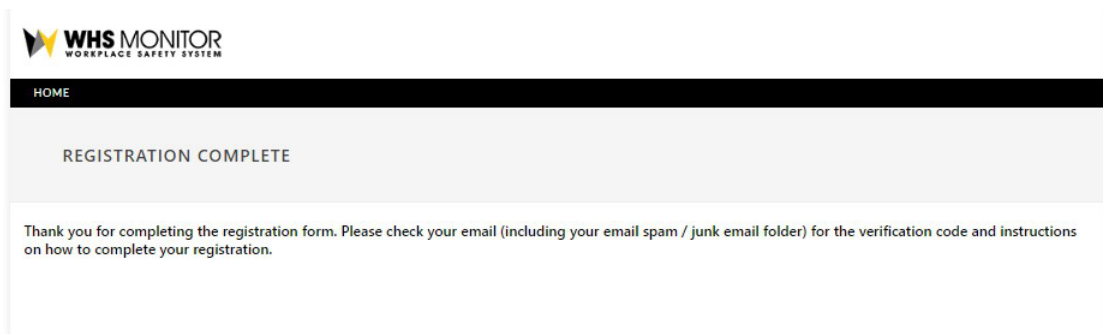 WHS MONITOR
WORKPLACE SAFETY SYSTEM
HOME
REGISTRATION COMPLETE
Thank you for completing the registration form. Please check your email (including your email spam / junk email folder) for the verification code and instructions
on how to complete your registration.